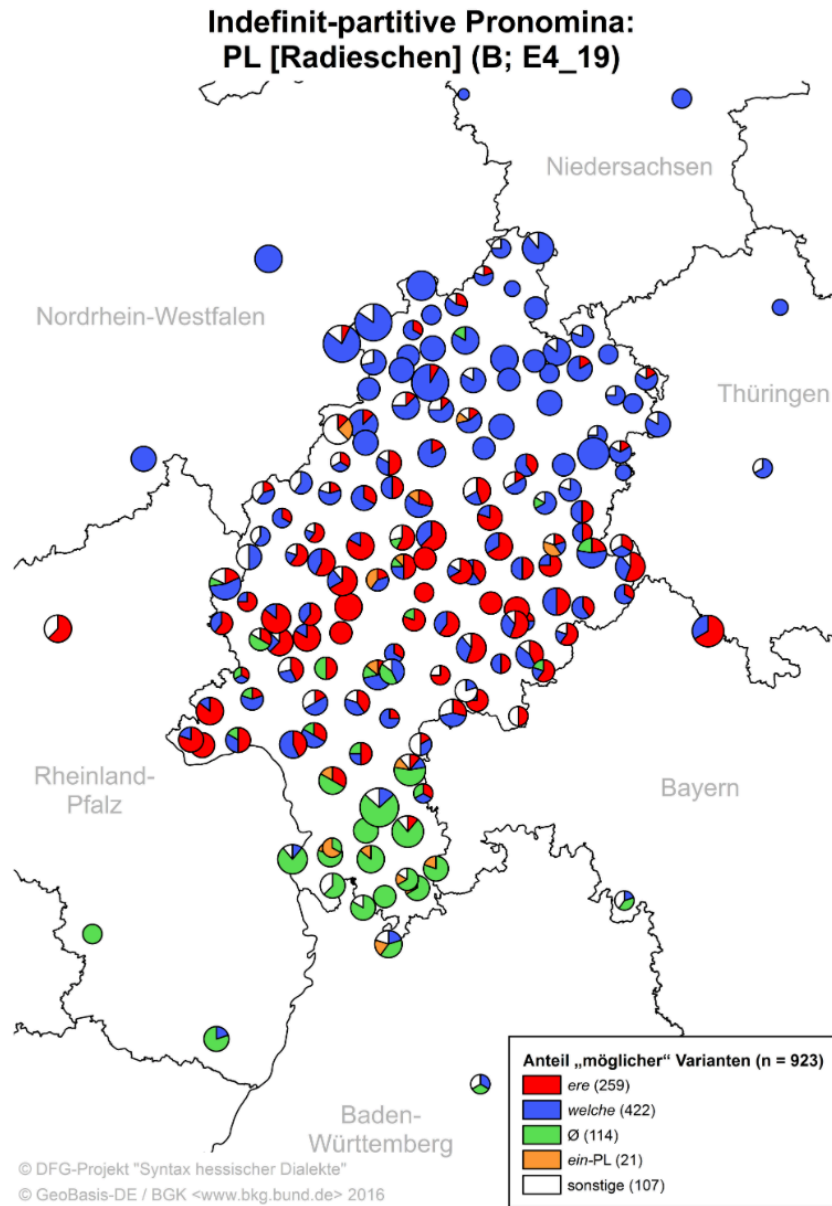 Indefinit-partitive Pronomina:
PL [Radieschen] (B; E4_19)
Niedersachsen
Nordrhein-Westfalen
Thüringen
Rheinland-
Pfalz
Bayern
Baden-
Württemberg
Anteil „möglicher“ Varianten (n = 923)
ere (259)
welche (422)
Ø (114)
ein-PL (21)
sonstige (107)
© DFG-Projekt "Syntax hessischer Dialekte"
© GeoBasis-DE / BGK <www.bkg.bund.de> 2016